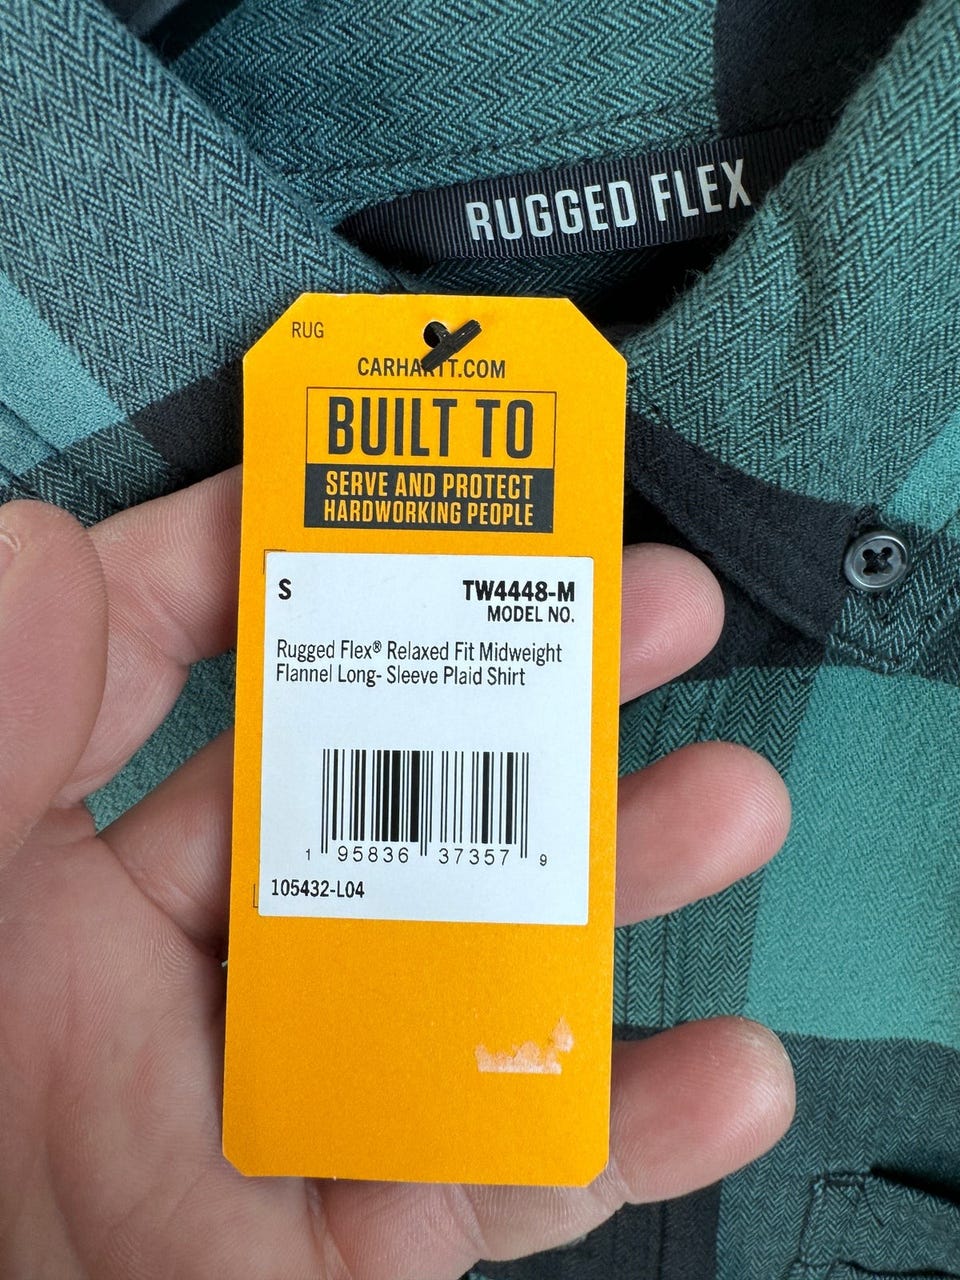 RUGGED FLEX
RUG
CARHARTT.COM
BUILT TO
SERVE AND PROTECT
HARDWORKING PEOPLE
S
TW4448-M
MODEL NO.
Rugged Flex® Relaxed Fit Midweight
Flannel Long- Sleeve Plaid Shirt
1 95836 37357 9
105432-L04